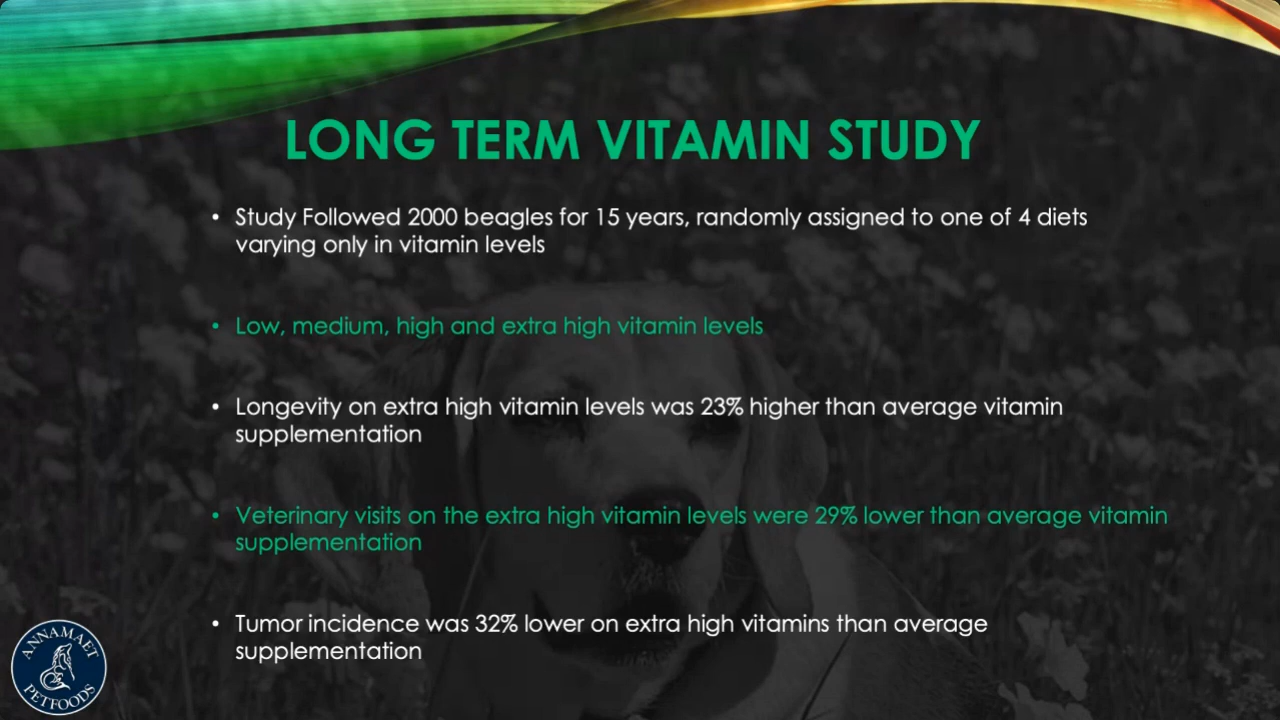 LONG TERM VITAMIN STUDY
• Study Followed 2000 beagles for 15 years, randomly assigned to one of 4 diets
varying only in vitamin levels
• Low, medium, high and extra high vitamin levels
• Longevity on extra high vitamin levels was 23% higher than average vitamin
supplementation
• Veterinary visits on the extra high vitamin levels were 29% lower than average vitamin
supplementation
• Tumor incidence was 32% lower on extra high vitamins than average
supplementation
ANNAMAET
PETFOODS